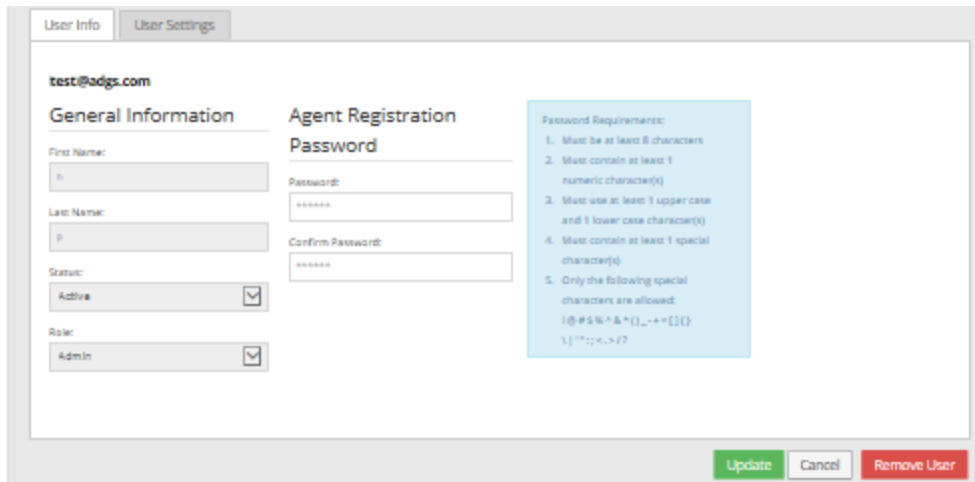 User Info
User Settings
test@adgs.com
General Information
First Name:
n
Last Name:
p
Status:
Active
Role:
Admin
Agent Registration
Password
Password:
******
Confirm Password:
******
Password Requirements:
1. Must be at least 8 characters
2. Must contain at least 1
numeric character(s)
3. Must use at least 1 upper case
and 1 lower case character(s)
4. Must contain at least 1 special
character(s)
5. Only the following special
characters are allowed:
Update
Cancel
Remove User